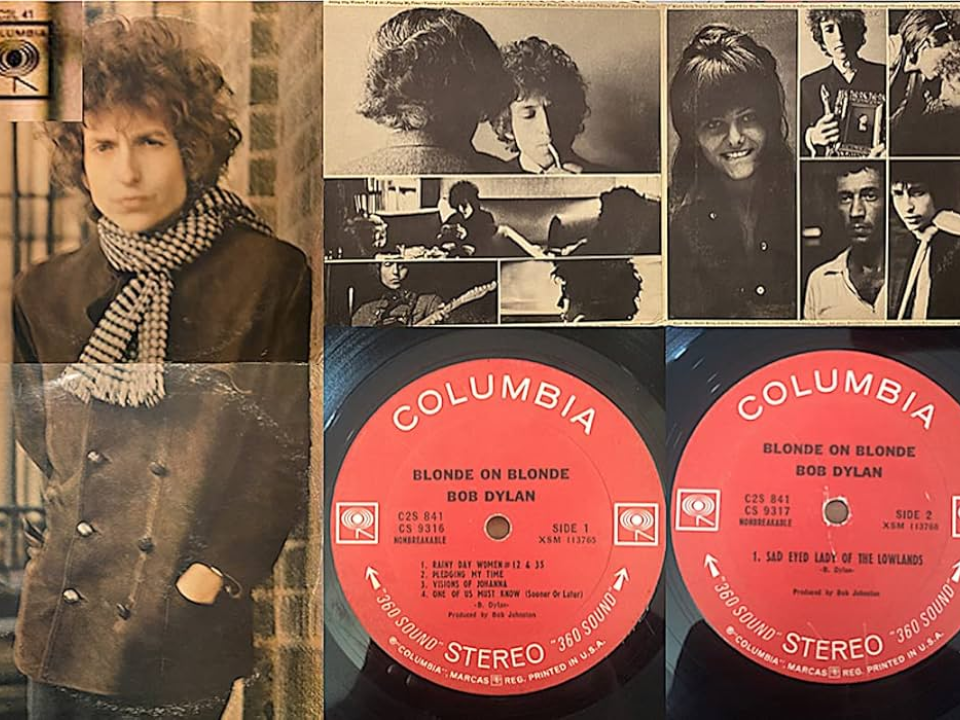 COLUMBIA
BLONDE ON BLONDE
BOB DYLAN
C2S 841
CS 9316
NONBREAKABLE
SIDE 1
XSM 113765
1. RAINY DAY WOMEN #12 & 35
2. PLEDGING MY TIME
3. VISIONS OF JOHANNA
4. ONE OF US MUST KNOW (Sooner Or Later)
-B. Dylan-
Produced by Bob Johnston
"360 SOUND" STEREO "360 SOUND"
℗"COLUMBIA", MARCAS REG. PRINTED IN U.S.A.
COLUMBIA
BLONDE ON BLONDE
BOB DYLAN
C2S 841
CS 9317
NONBREAKABLE
SIDE 2
XSM 113768
1. SAD EYED LADY OF THE LOWLANDS
-B. Dylan-
Produced by Bob Johnston
"360 SOUND" STEREO "360 SOUND"
℗"COLUMBIA", MARCAS REG. PRINTED IN U.S.A.